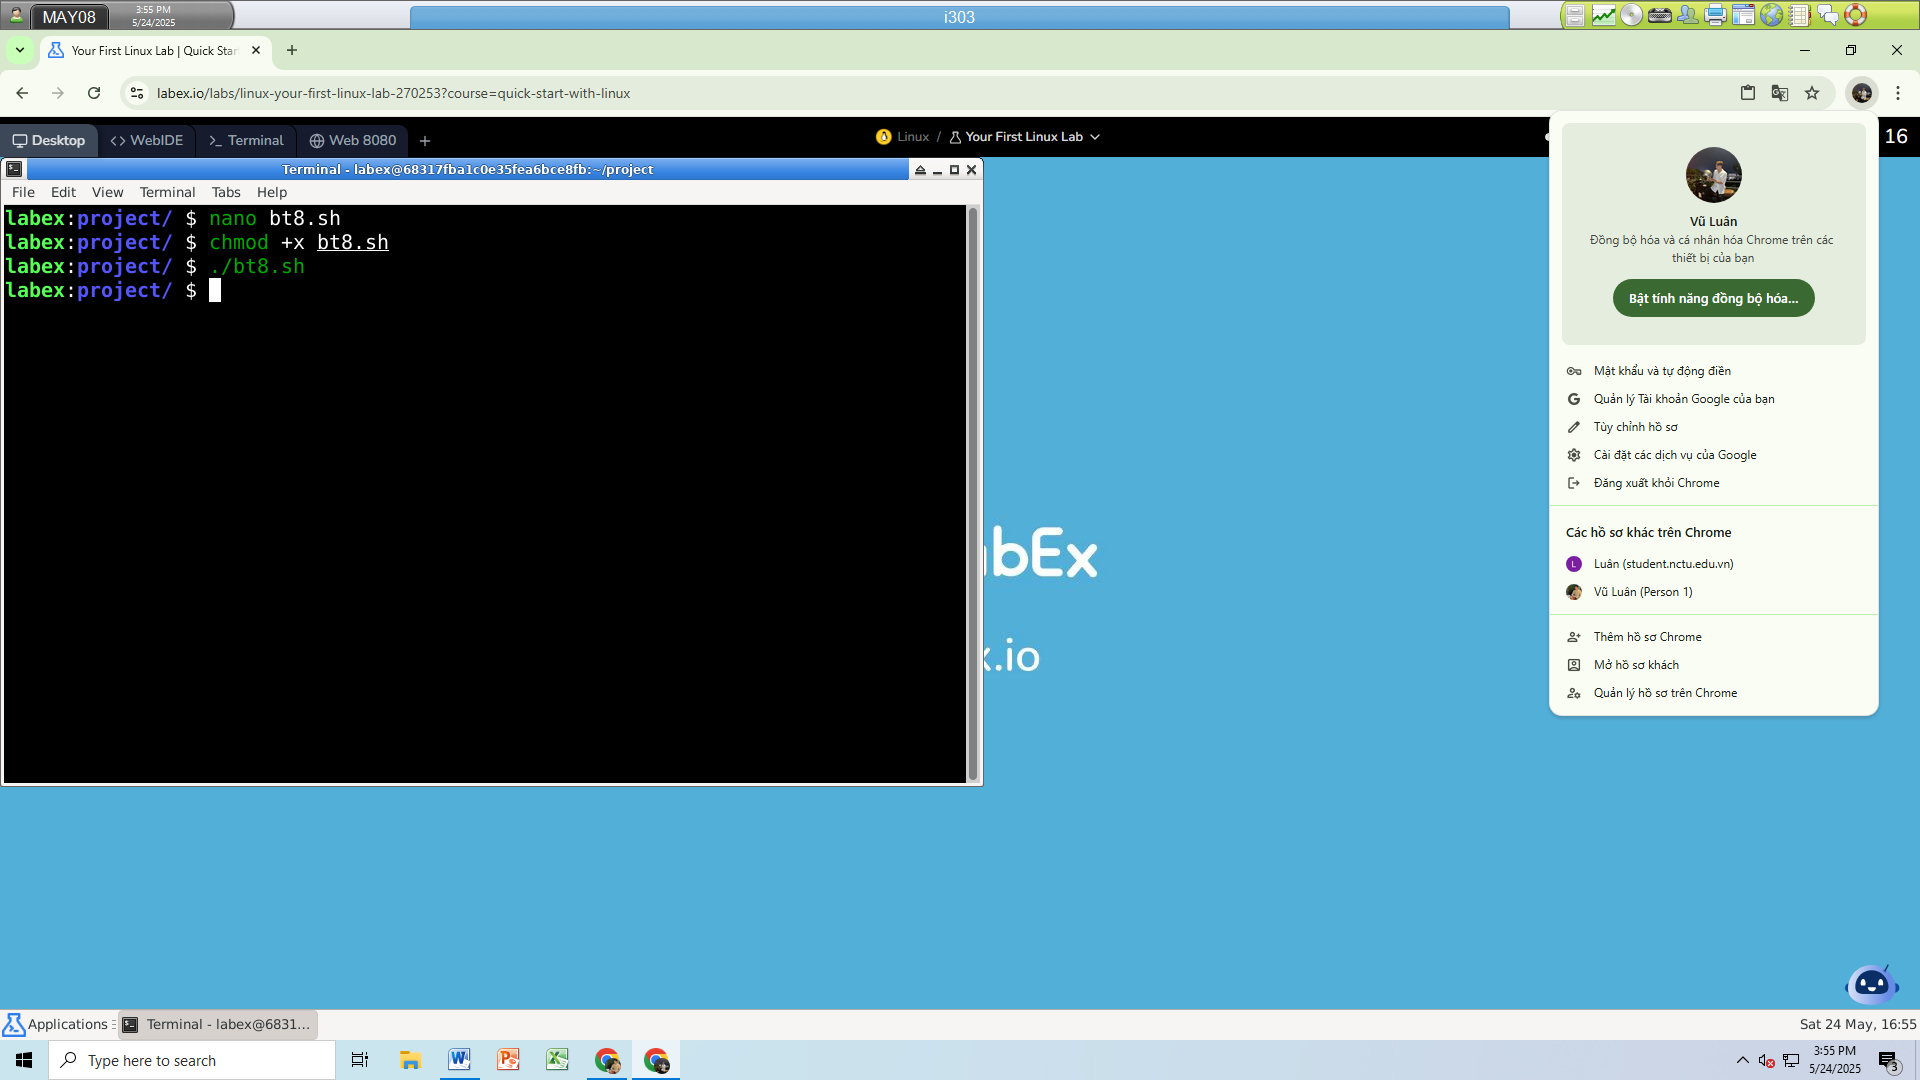 MAY08
3:55 PM
5/24/2025
i303
Your First Linux Lab | Quick Star
labex.io/labs/linux-your-first-linux-lab-270253?course=quick-start-with-linux
Desktop
WebIDE
Terminal
Web 8080
Linux / Your First Linux Lab
16
Terminal - labex@68317fba1c0e35fea6bce8fb:~/project
File Edit View Terminal Tabs Help
labex:project/ $ nano bt8.sh
labex:project/ $ chmod +x bt8.sh
labex:project/ $ ./bt8.sh
labex:project/ $
abEx
x.io
Vũ Luân
Đồng bộ hóa và cá nhân hóa Chrome trên các
thiết bị của bạn
Bật tính năng đồng bộ hóa...
Mật khẩu và tự động điền
Quản lý Tài khoản Google của bạn
Tùy chỉnh hồ sơ
Cài đặt các dịch vụ của Google
Đăng xuất khỏi Chrome
Các hồ sơ khác trên Chrome
L
Luân (student.nctu.edu.vn)
Vũ Luân (Person 1)
Thêm hồ sơ Chrome
Mở hồ sơ khách
Quản lý hồ sơ trên Chrome
Applications
Terminal - labex@6831...
Sat 24 May, 16:55
Type here to search
3:55 PM
5/24/2025
3